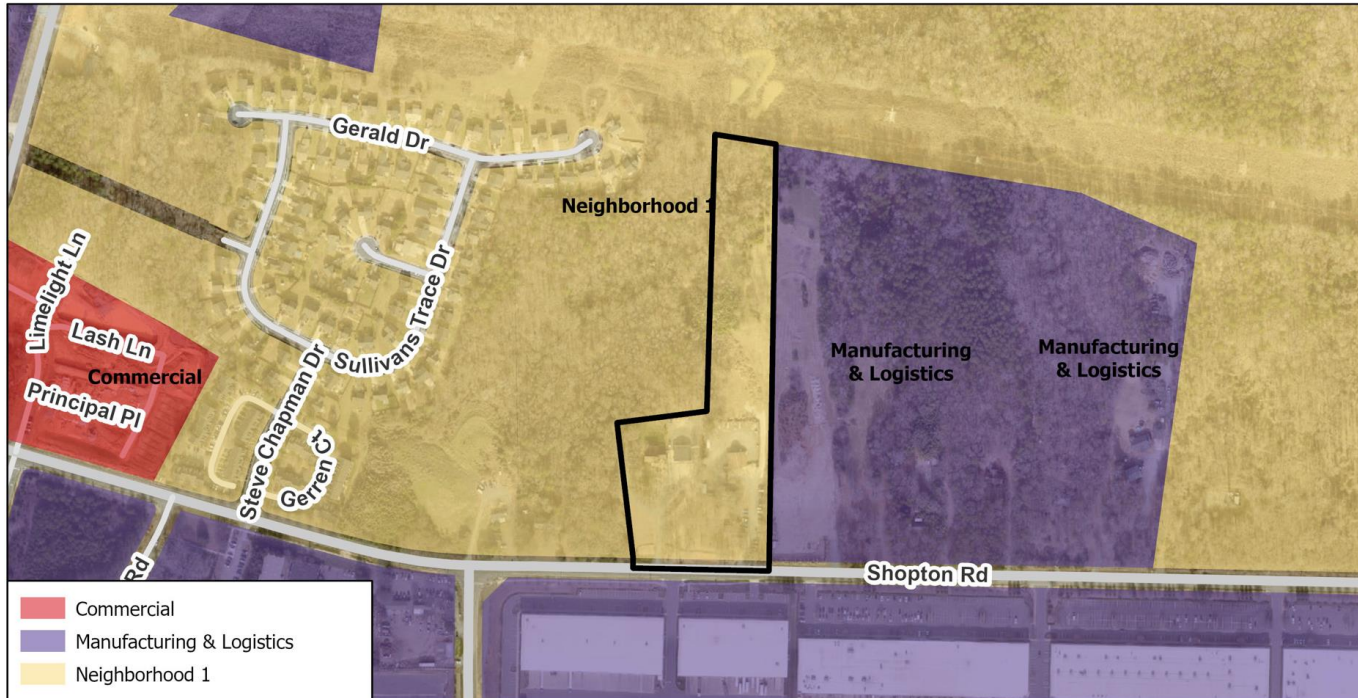 Gerald Dr
Neighborhood 1
Limelight Ln
Lash Ln
Commercial
Principal Pl
Sullivans Trace Dr
Steve Chapman Dr
Gerren Ct
Manufacturing
& Logistics
Manufacturing
& Logistics
Rd
Shopton Rd
Commercial
Manufacturing & Logistics
Neighborhood 1